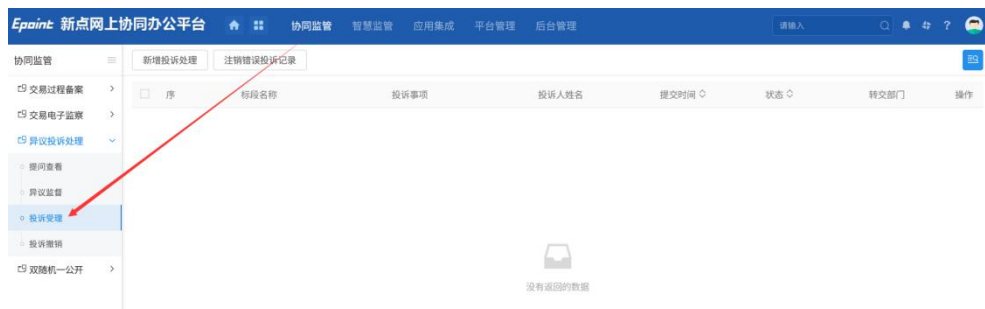 Epoint 新点网上协同办公平台 协同监管 智慧监管 应用集成 平台管理 后台管理 请输入 ?
协同监管 新增投诉处理 注销错误投诉记录
交易过程备案
序 标段名称 投诉事项 投诉人姓名 提交时间 状态 转交部门 操作
交易电子监察
异议投诉处理
提问查看
异议监督
投诉受理
投诉撤销
双随机一公开
没有返回的数据